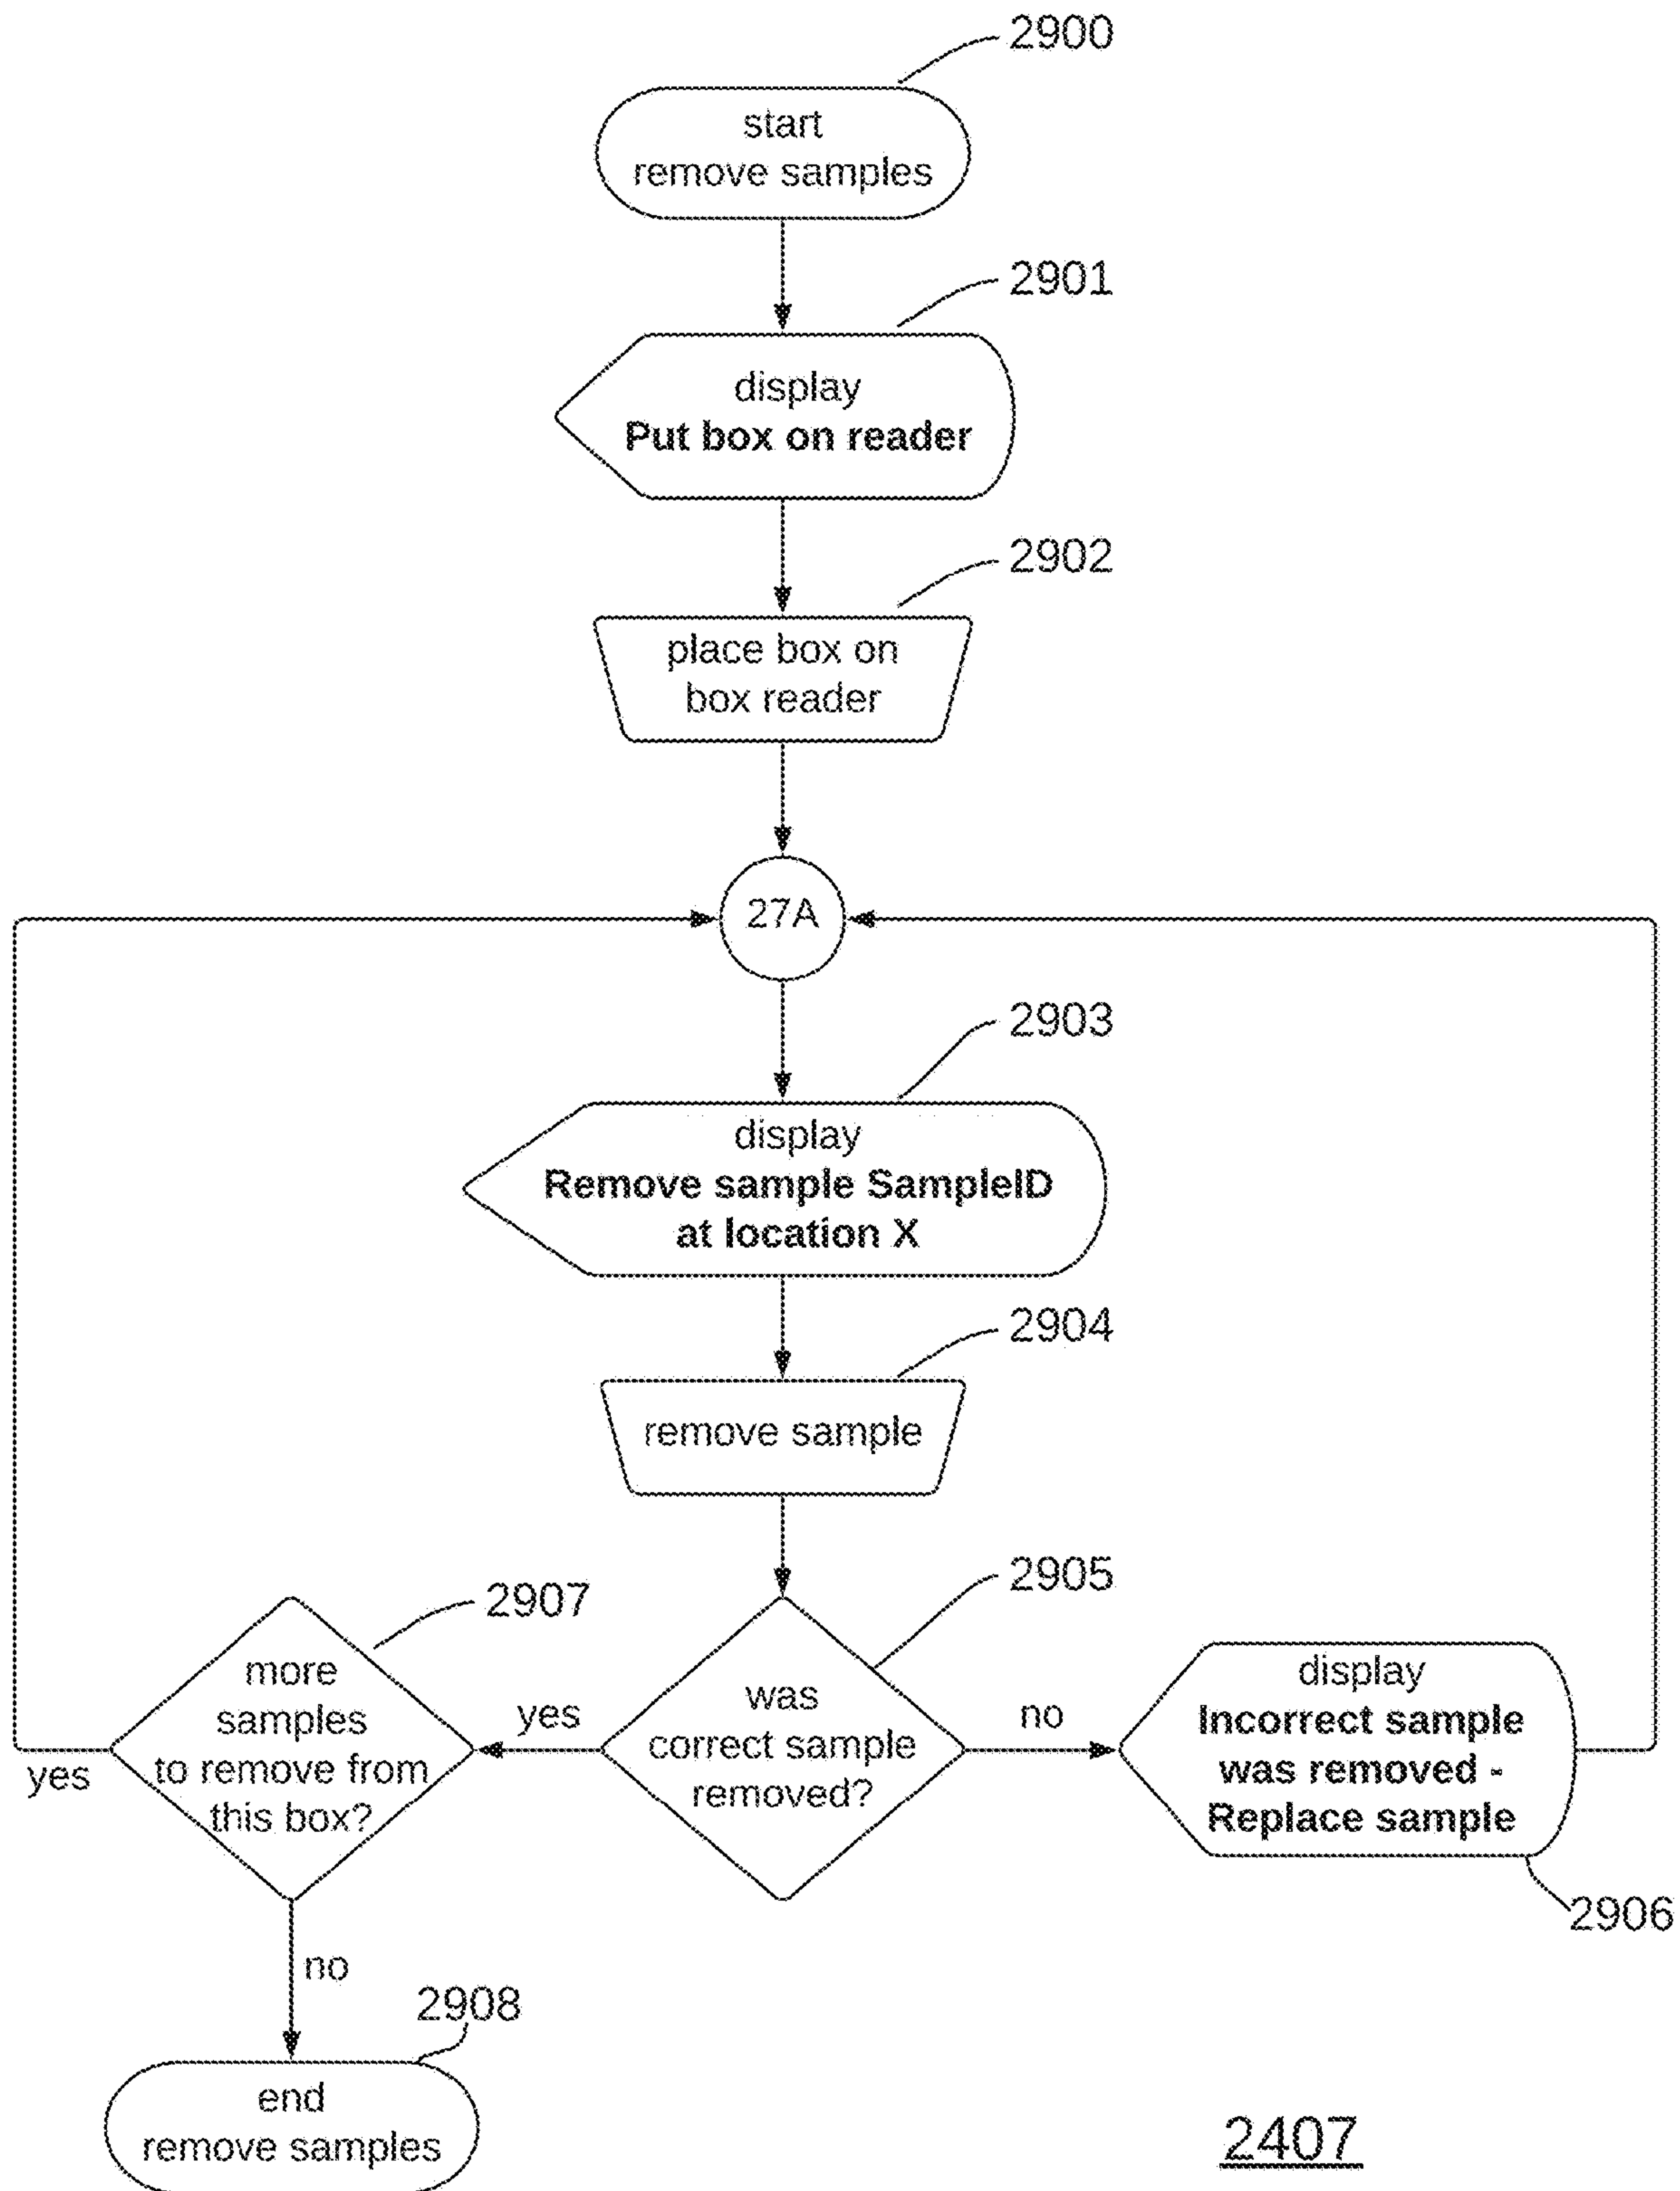 2900
start
remove samples
2901
display
Put box on reader
2902
place box on
box reader
27A
2903
display
Remove sample SampleID
at location X
2904
remove sample
2905
was
correct sample
removed?
no
display
Incorrect sample
was removed -
Replace sample
2906
yes
2907
more
samples
to remove from
this box?
yes
no
2908
end
remove samples
2407